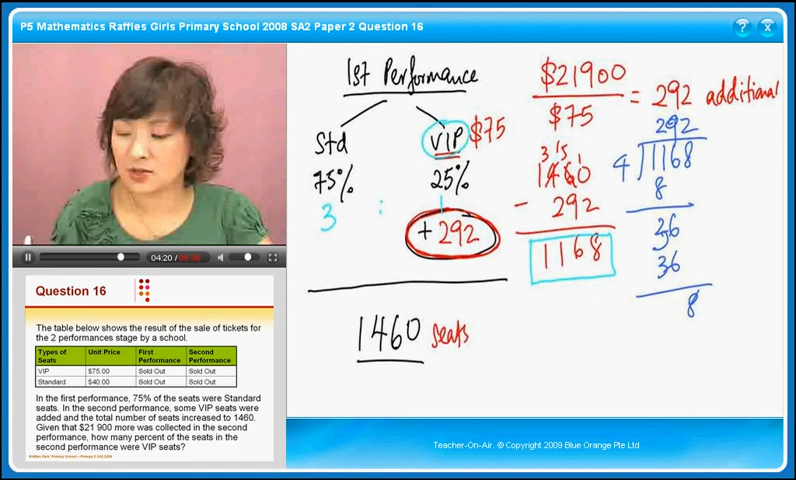 P5 Mathematics Raffles Girls Primary School 2008 SA2 Paper 2 Question 16
? x
1st Performance
Std VIP $75
75% 25%
3 :
+ 292
1460 seats
$21900
$75
= 292 additional
3 15
1460
- 292
1168
292
4 1168
8
36
36
8
04:20 /
Question 16
The table below shows the result of the sale of tickets for
the 2 performances stage by a school.
Types of Seats Unit Price First Performance Second Performance
VIP $75.00 Sold Out Sold Out
Standard $40.00 Sold Out Sold Out
In the first performance, 75% of the seats were Standard
seats. In the second performance, some VIP seats were
added and the total number of seats increased to 1460.
Given that $21 900 more was collected in the second
performance, how many percent of the seats in the
second performance were VIP seats?
Teacher-On-Air. © Copyright 2009 Blue Orange Pte Ltd